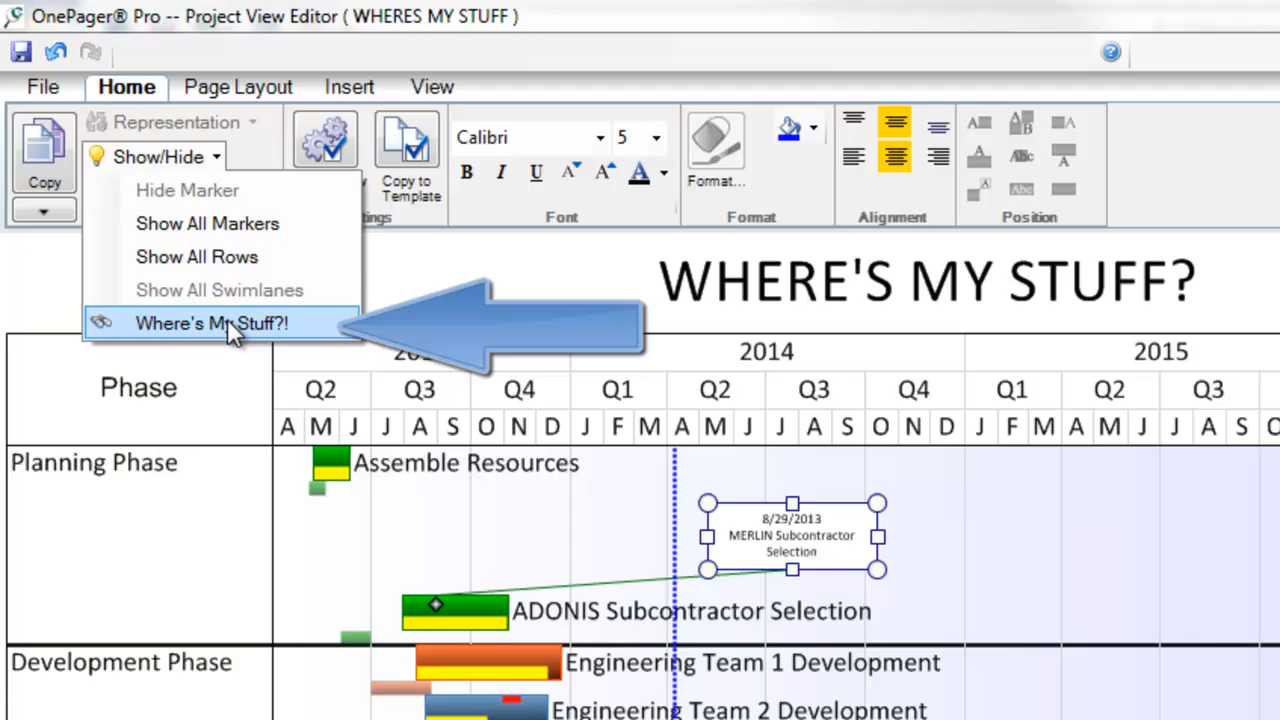 OnePager® Pro -- Project View Editor ( WHERES MY STUFF )
File Home Page Layout Insert View
Copy
Representation
Show/Hide
Hide Marker
Show All Markers
Show All Rows
Show All Swimlanes
Where's My Stuff?!
Copy to
Template
Calibri 5
B I U A A A
Font
Format...
Format
Alignment
Position
WHERE'S MY STUFF?
Phase
2014 2015
Q2 Q3 Q4 Q1 Q2 Q3 Q4 Q1 Q2 Q3
A M J J A S O N D J F M A M J J A S O N D J F M A M J J A S O
Planning Phase
Assemble Resources
8/29/2013
MERLIN Subcontractor
Selection
ADONIS Subcontractor Selection
Development Phase
Engineering Team 1 Development
Engineering Team 2 Development